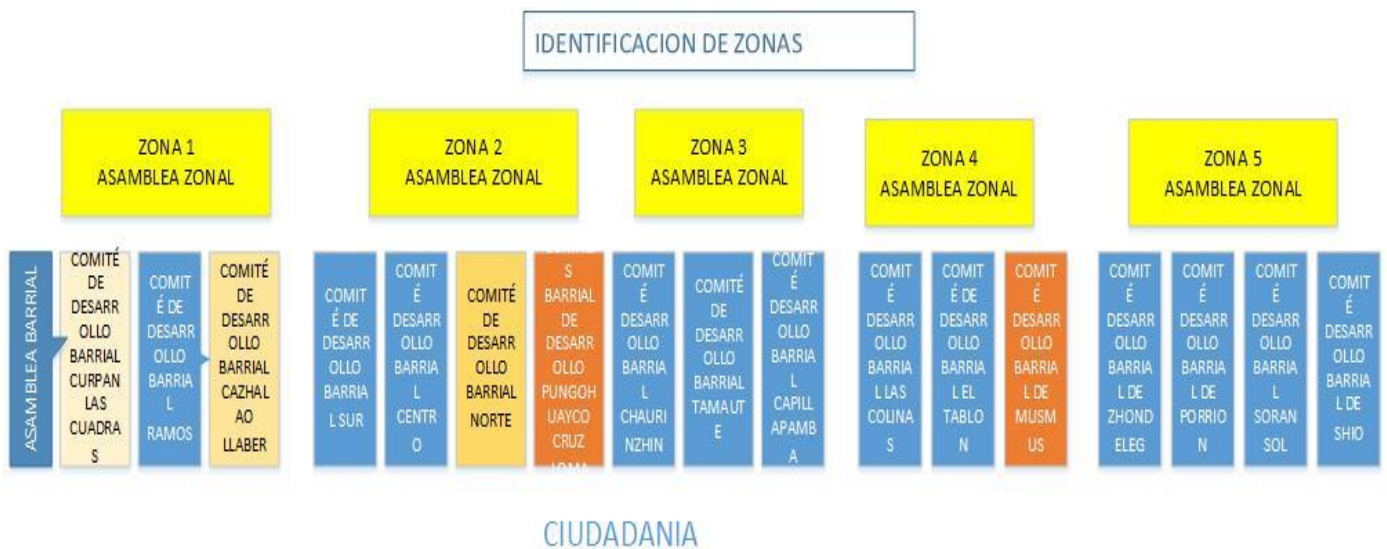 IDENTIFICACION DE ZONAS
ZONA 1
ASAMBLEA ZONAL
ZONA 2
ASAMBLEA ZONAL
ZONA 3
ASAMBLEA ZONAL
ZONA 4
ASAMBLEA ZONAL
ZONA 5
ASAMBLEA ZONAL
ASAMBLEA BARRIAL
COMITÉ
DE
DESARR
OLLO
BARRIAL
CURPAN
LAS
CUADRA
S
COMIT
É DE
DESARR
OLLO
BARRIA
L
RAMOS
COMITÉ
DE
DESARR
OLLO
BARRIAL
CAZHAL
AO
LLABER
COMIT
É DE
DESARR
OLLO
BARRIA
L SUR
COMIT
É
DESARR
OLLO
BARRIA
L
CENTR
O
COMITÉ
DE
DESARR
OLLO
BARRIAL
NORTE
S
BARRIAL
DE
DESARR
OLLO
PUNGOH
UAYCO
CRUZ
COMIT
É
DESARR
OLLO
BARRIA
L
CHAURI
NZHIN
COMITÉ
DE
DESARR
OLLO
BARRIAL
TAMAUT
E
COMIT
É
DESARR
OLLO
BARRIA
L
CAPILL
APAMB
A
COMIT
É
DESARR
OLLO
BARRIA
L LAS
COLINA
S
COMIT
É DE
DESARR
OLLO
BARRIA
L EL
TABLO
N
COMIT
É
DESARR
OLLO
BARRIA
L DE
MUSM
US
COMIT
É
DESARR
OLLO
BARRIA
L DE
ZHOND
ELEG
COMIT
É
DESARR
OLLO
BARRIA
L DE
PORRIO
N
COMIT
É
DESARR
OLLO
BARRIA
L
SORAN
SOL
COMIT
É
DESARR
OLLO
BARRIA
L DE
SHIO
CIUDADANIA